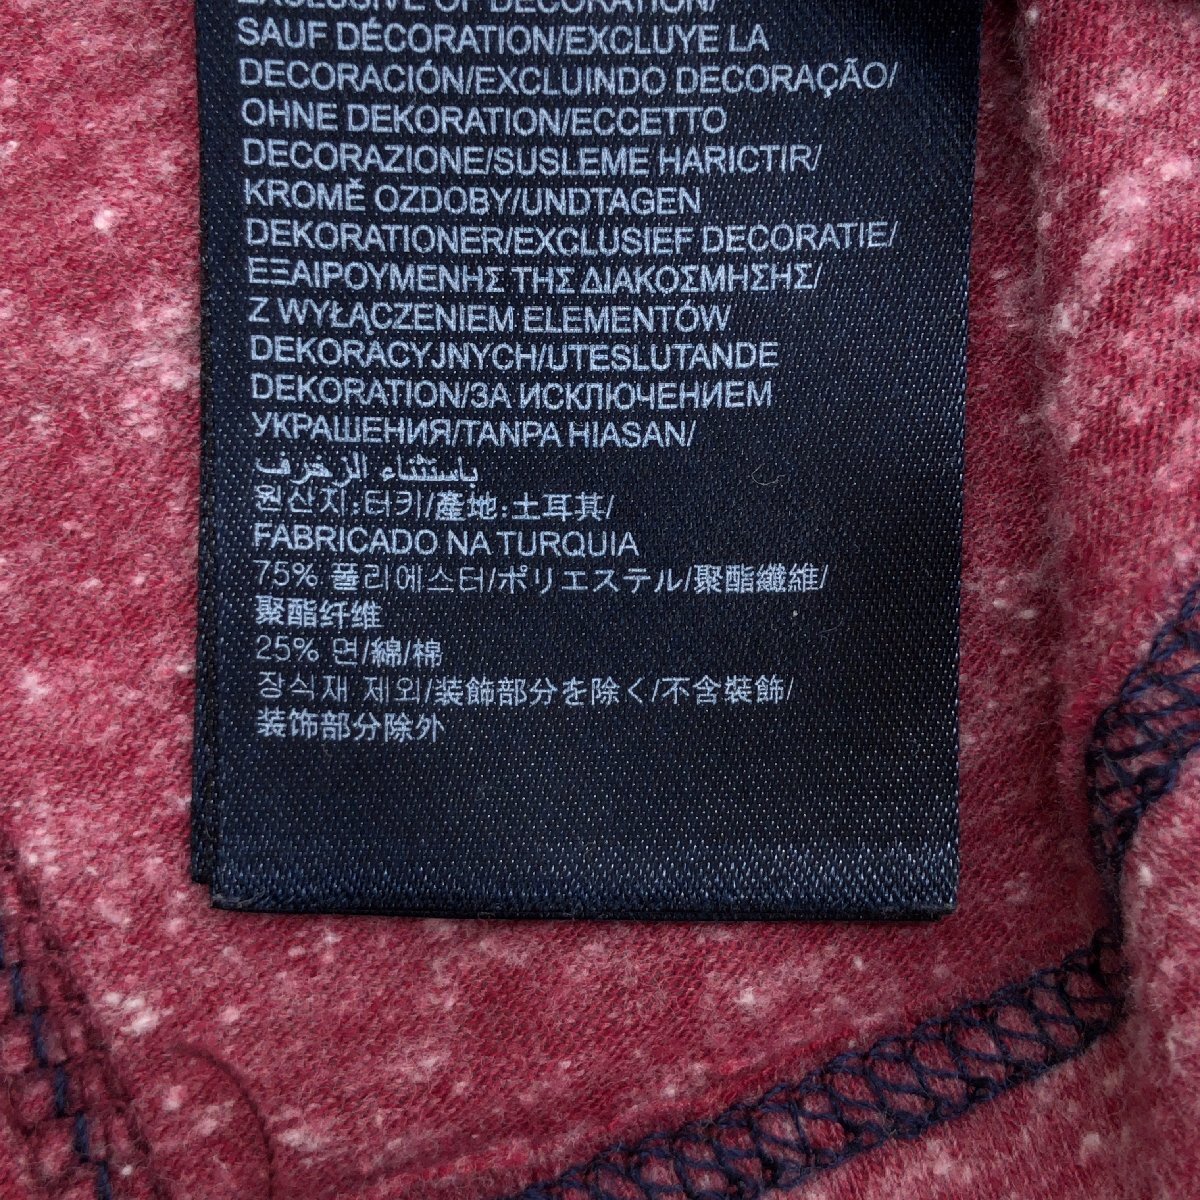 EXCLUSIVE OF DECORATION/
SAUF DÉCORATION/EXCLUYE LA
DECORACIÓN/EXCLUINDO DECORAÇÃO/
OHNE DEKORATION/ECCETTO
DECORAZIONE/SUSLEME HARICTIR/
KROMĚ OZDOBY/UNDTAGEN
DEKORATIONER/EXCLUSIEF DECORATIE/
ΕΞΑΙΡΟΥΜΕΝΗΣ ΤΗΣ ΔΙΑΚΟΣΜΗΣΗΣ/
Z WYŁĄCZENIEM ELEMENTÓW
DEKORACYJNYCH/UTESLUTANDE
DEKORATION/ЗА ИСКЛЮЧЕНИЕМ
УКРАШЕНИЯ/TANPA HIASAN/
باستثناء الزخرف
원산지:터키/產地:土耳其/
FABRICADO NA TURQUIA
75% 폴리에스터/ポリエステル/聚酯纖維/
聚酯纤维
25% 면/綿/棉
장식재 제외/装飾部分を除く/不含裝飾/
装饰部分除外